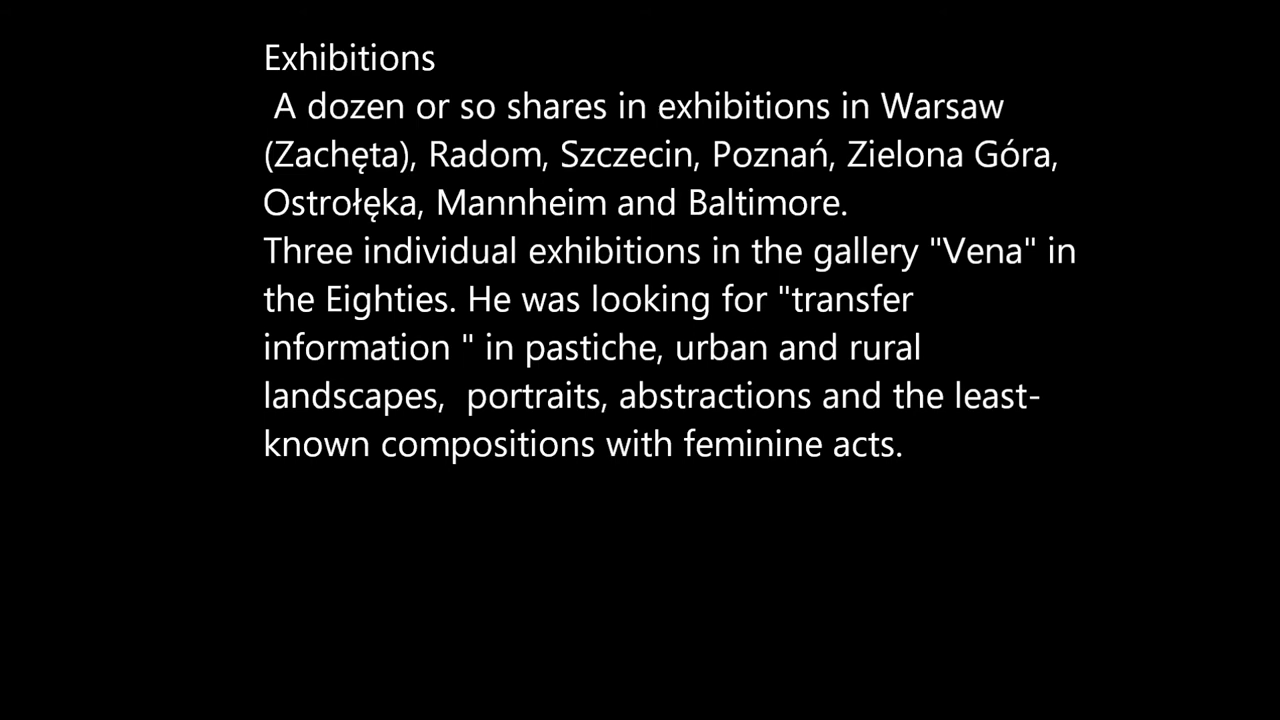 Exhibitions
A dozen or so shares in exhibitions in Warsaw
(Zachęta), Radom, Szczecin, Poznań, Zielona Góra,
Ostrołęka, Mannheim and Baltimore.
Three individual exhibitions in the gallery "Vena" in
the Eighties. He was looking for "transfer
information " in pastiche, urban and rural
landscapes,  portraits, abstractions and the least-
known compositions with feminine acts.